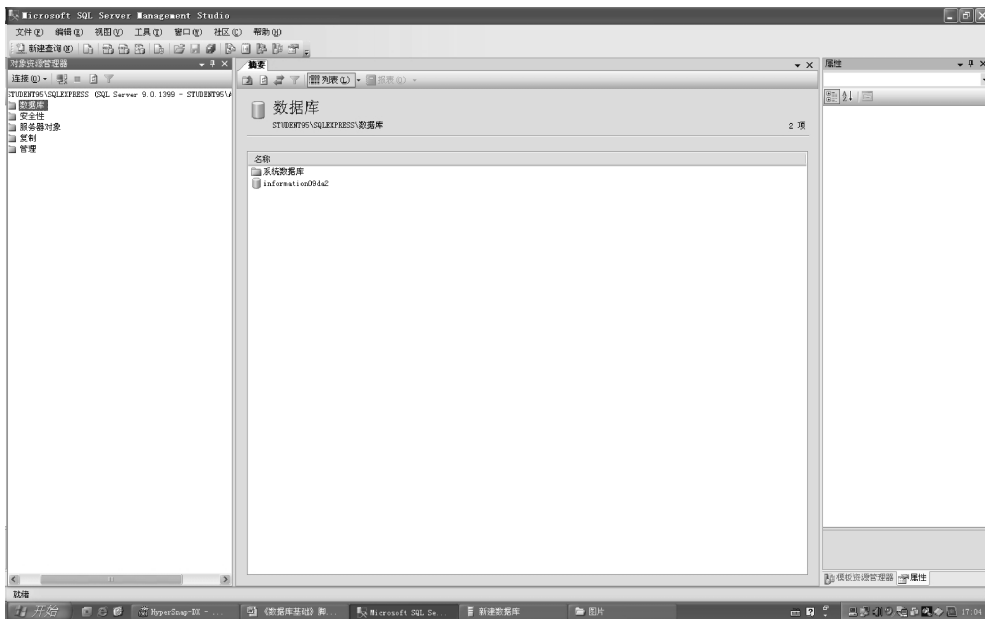 Microsoft SQL Server Management Studio
文件(F) 编辑(E) 视图(V) 工具(T) 窗口(W) 社区(C) 帮助(H)
新建查询(N)
对象资源管理器
连接(O)
STUDENT95\SQLEXPRESS (SQL Server 9.0.1399 - STUDENT95\A
数据库
安全性
服务器对象
复制
管理
摘要
列表(L) 报表(O)
数据库
STUDENT95\SQLEXPRESS\数据库
2 项
名称
系统数据库
information09da2
属性
模板资源管理器 属性
就绪
开始 HyperSnap-DX - ... 《数据库基础》 Microsoft SQL Se... 新建数据库 图片 17:04